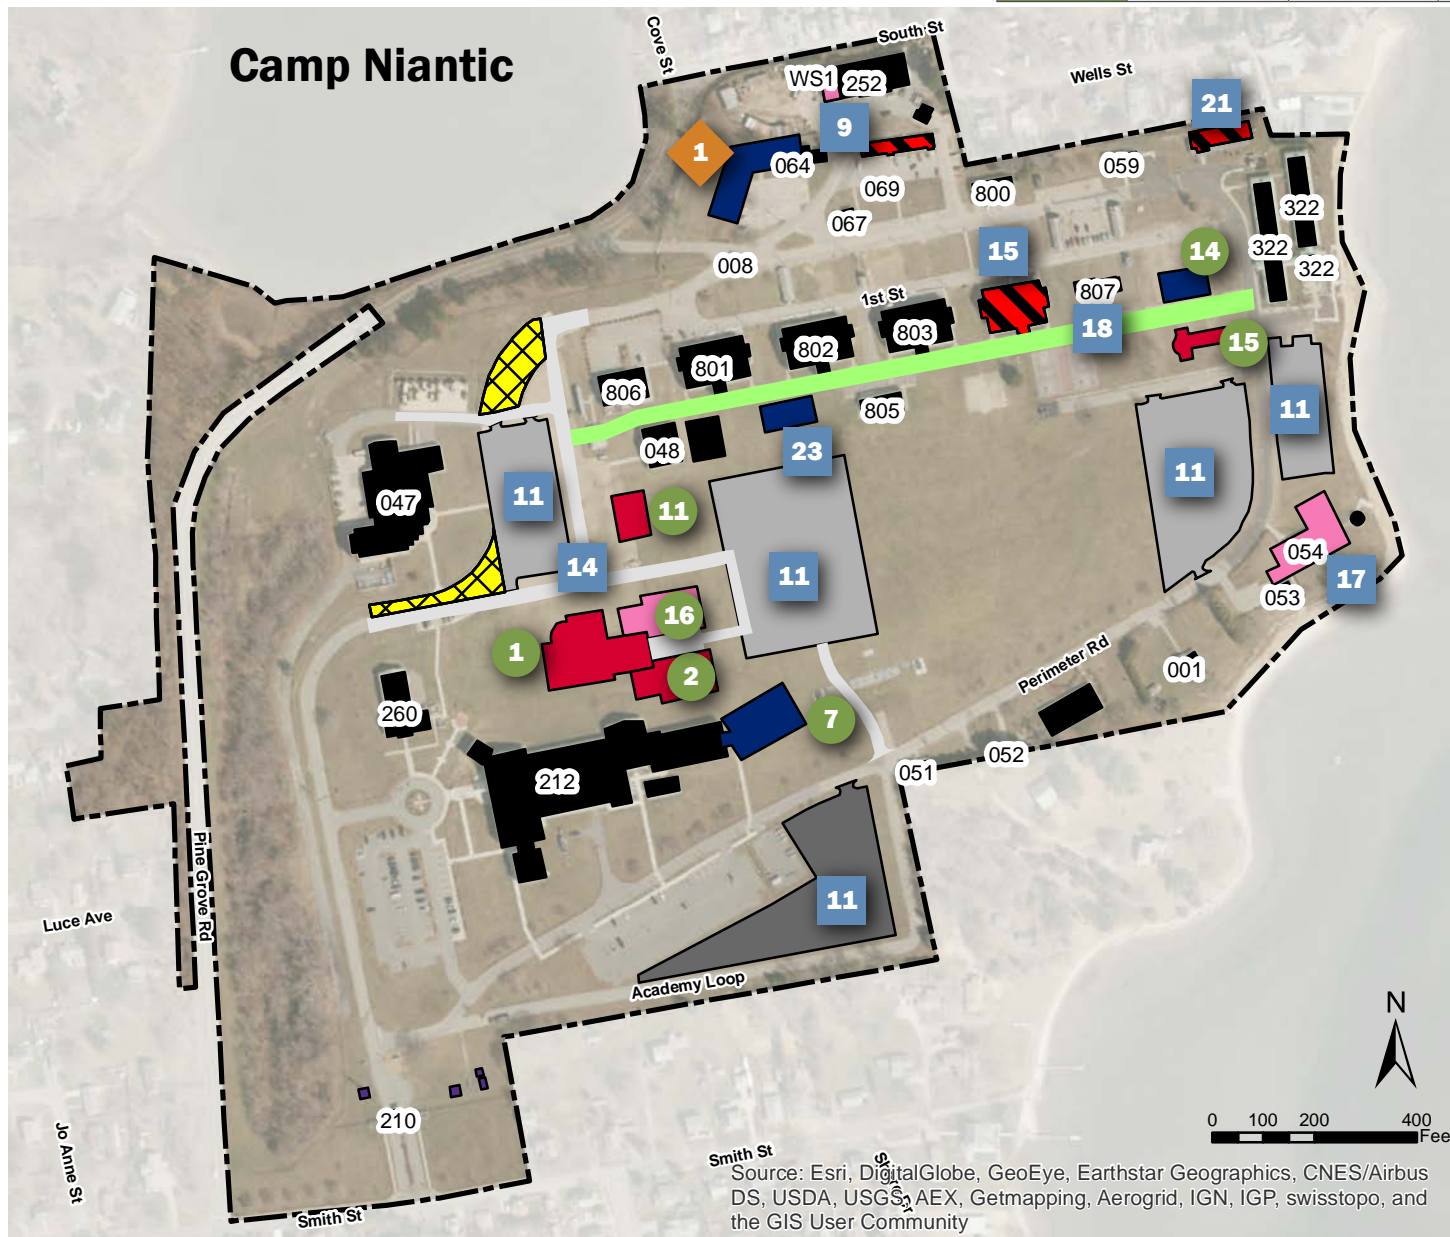 Camp Niantic
Cove St
South St
Wells St
WS1
252
21
9
1
064
059
069
800
322
067
15
14
322
322
008
1st St
807
803
18
802
15
801
806
805
11
048
23
11
047
11
11
11
054
14
17
053
16
1
2
Perimeter Rd
001
260
7
052
051
212
Pine Grove Rd
11
Luce Ave
Academy Loop
N
210
0 100 200 400
Fee
Jo Anne St
Smith St
Smith St
Source: Esri, DigitalGlobe, GeoEye, Earthstar Geographics, CNES/Airbus
DS, USDA, USGS, AEX, Getmapping, Aerogrid, IGN, IGP, swisstopo, and
the GIS User Community